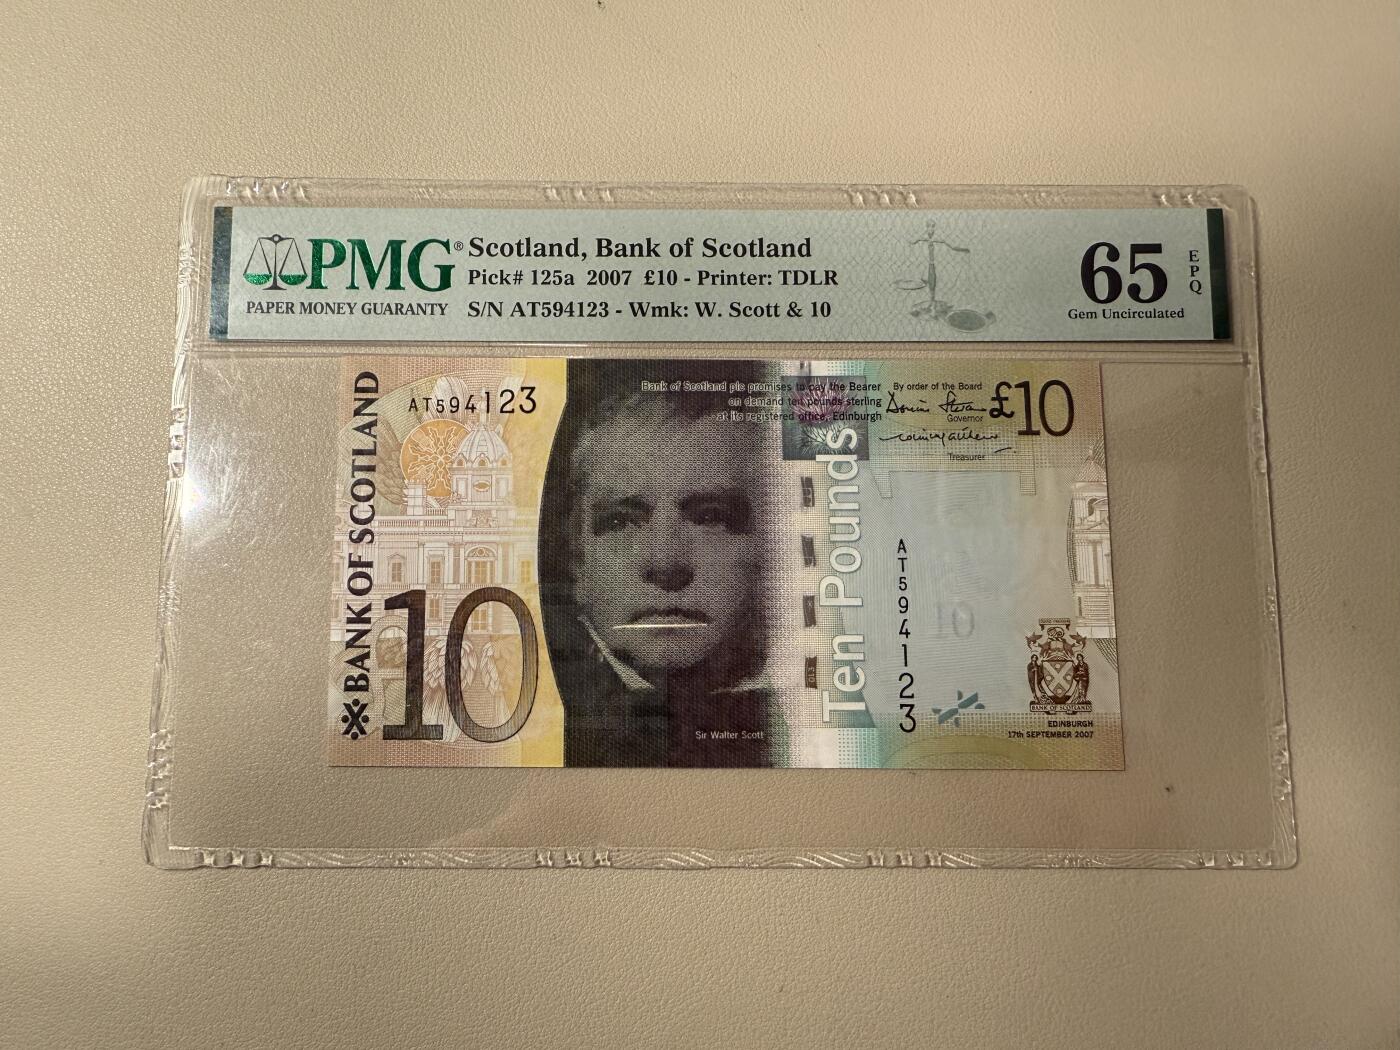 PMG®
PAPER MONEY GUARANTY
Scotland, Bank of Scotland
Pick# 125a 2007 £10 - Printer: TDLR
S/N AT594123 - Wmk: W. Scott & 10
65
EPQ
Gem Uncirculated
BANK OF SCOTLAND
AT594123
10
Bank of Scotland plc promises to pay the Bearer
on demand ten pounds sterling
at its registered office, Edinburgh
By order of the Board
Governor
Treasurer
£10
Ten Pounds
AT594123
10
Sir Walter Scott
BANK OF SCOTLAND
EDINBURGH
17th SEPTEMBER 2007